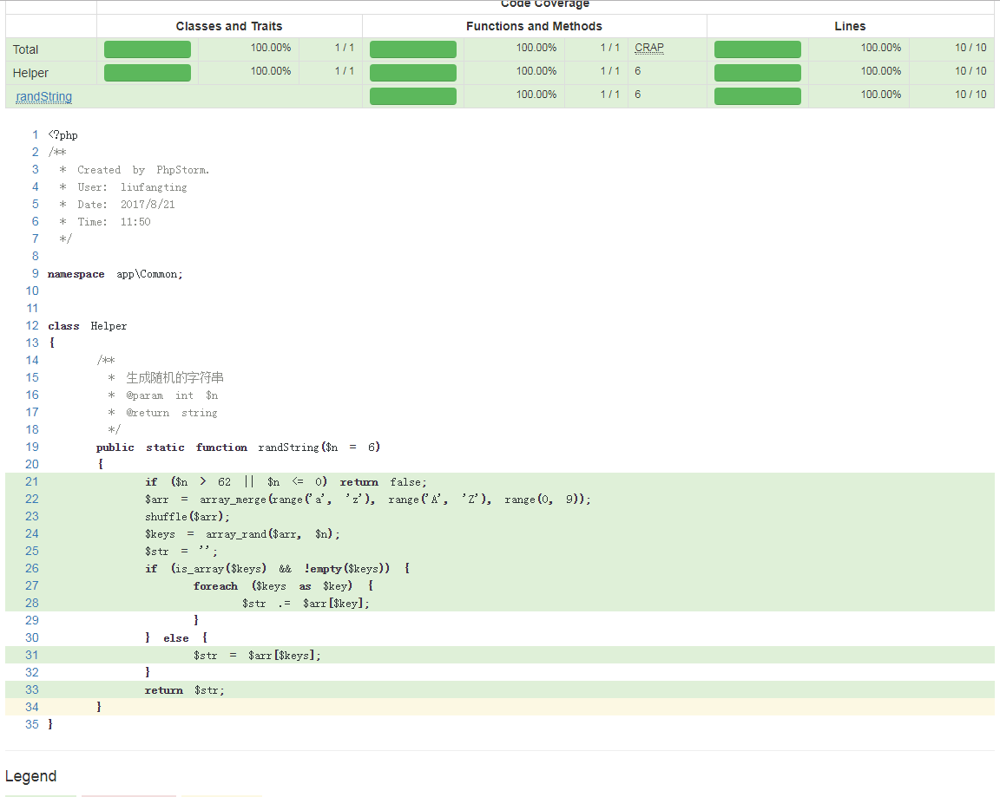 Code Coverage
Classes and Traits Functions and Methods Lines
Total 100.00% 1 / 1 100.00% 1 / 1 CRAP 100.00% 10 / 10
Helper 100.00% 1 / 1 100.00% 1 / 1 6 100.00% 10 / 10
randString 100.00% 1 / 1 6 100.00% 10 / 10
1 <?php
2 /**
3  * Created by PhpStorm.
4  * User: liufangting
5  * Date: 2017/8/21
6  * Time: 11:50
7  */
8
9 namespace app\Common;
10
11
12 class Helper
13 {
14     /**
15      * 生成随机的字符串
16      * @param int $n
17      * @return string
18      */
19     public static function randString($n = 6)
20     {
21         if ($n > 62 || $n <= 0) return false;
22         $arr = array_merge(range('a', 'z'), range('A', 'Z'), range(0, 9));
23         shuffle($arr);
24         $keys = array_rand($arr, $n);
25         $str = '';
26         if (is_array($keys) && !empty($keys)) {
27             foreach ($keys as $key) {
28                 $str .= $arr[$key];
29             }
30         } else {
31             $str = $arr[$keys];
32         }
33         return $str;
34     }
35 }
Legend